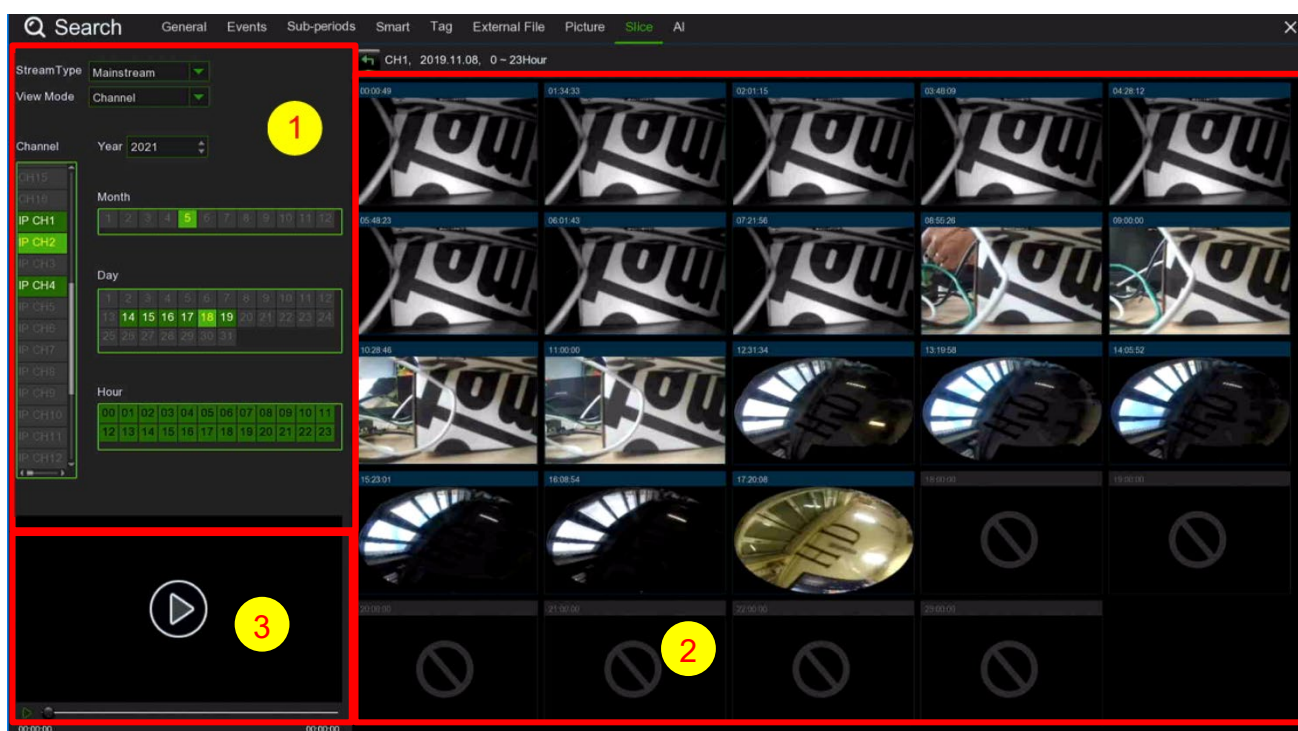 Search General Events Sub-periods Smart Tag External File Picture Slice AI
StreamType Mainstream
View Mode Channel
1
Channel Year 2021
CH15
CH16
IP CH1
IP CH2
IP CH3
IP CH4
IP CH5
IP CH6
IP CH7
IP CH8
IP CH9
IP CH10
IP CH11
IP CH12
Month
1 2 3 4 5 6 7 8 9 10 11 12
Day
1 2 3 4 5 6 7 8 9 10 11 12
13 14 15 16 17 18 19 20 21 22 23 24
25 26 27 28 29 30 31
Hour
00 01 02 03 04 05 06 07 08 09 10 11
12 13 14 15 16 17 18 19 20 21 22 23
3
00:00:00 00:00:00
CH1, 2019.11.08, 0 ~ 23Hour
00:00:49 01:34:33 02:01:15 03:48:09 04:28:12
05:48:23 06:01:43 07:21:56 08:55:26 09:00:00
10:28:46 11:00:00 12:31:34 13:19:58 14:05:52
15:23:01 16:08:54 17:20:08 18:00:00 19:00:00
21:00:00 22:00:00
2